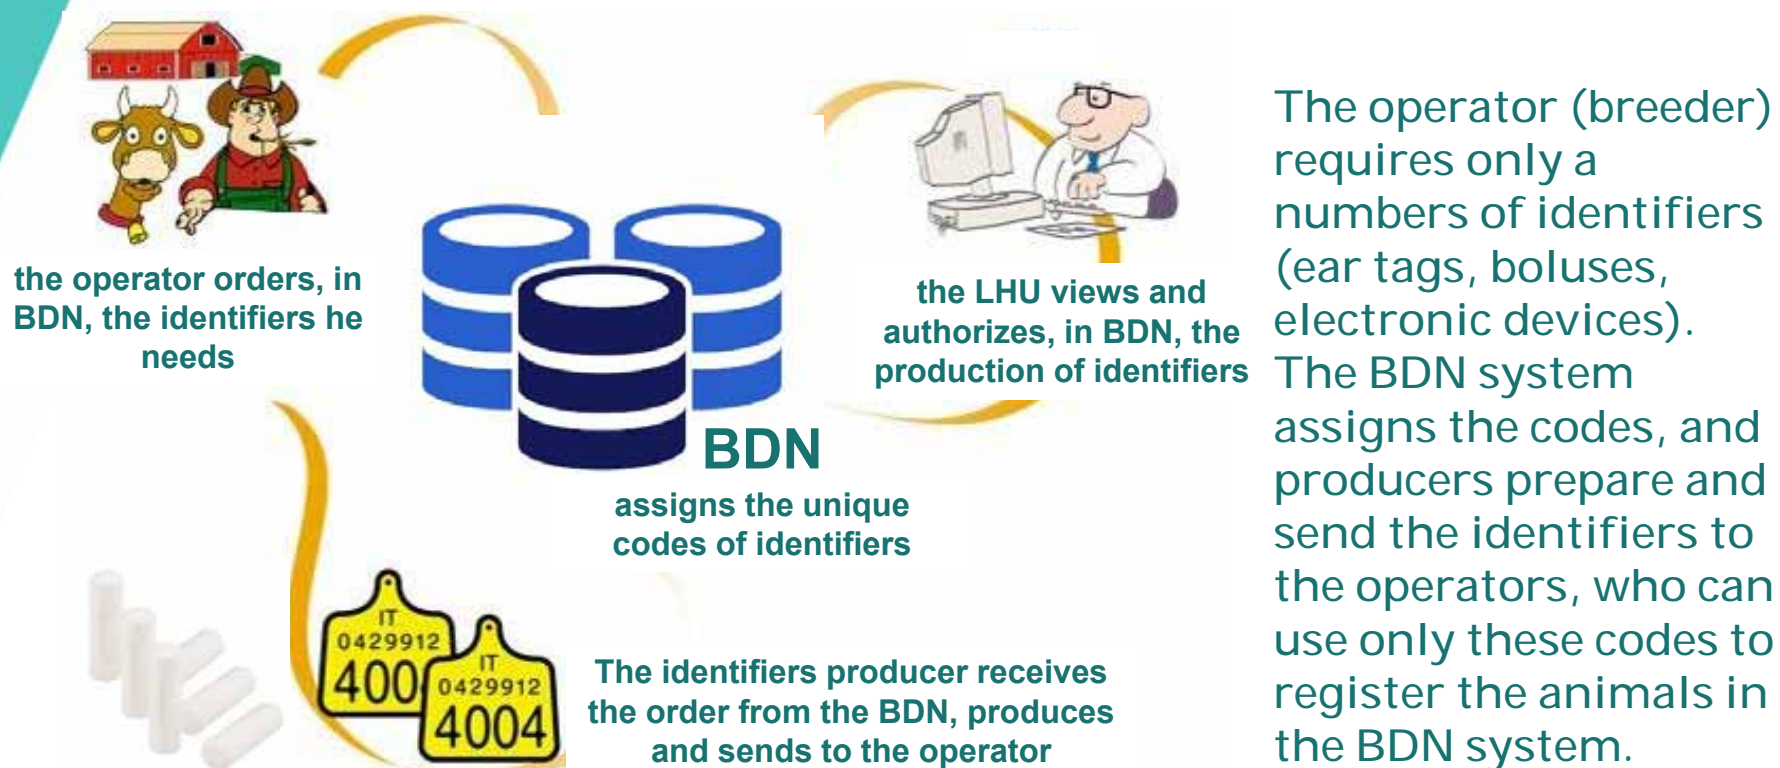 the operator orders, in
BDN, the identifiers he
needs
the LHU views and
authorizes, in BDN, the
production of identifiers
BDN
assigns the unique
codes of identifiers
IT
0429912
400
IT
0429912
4004
The identifiers producer receives
the order from the BDN, produces
and sends to the operator
The operator (breeder)
requires only a
numbers of identifiers
(ear tags, boluses,
electronic devices).
The BDN system
assigns the codes, and
producers prepare and
send the identifiers to
the operators, who can
use only these codes to
register the animals in
the BDN system.